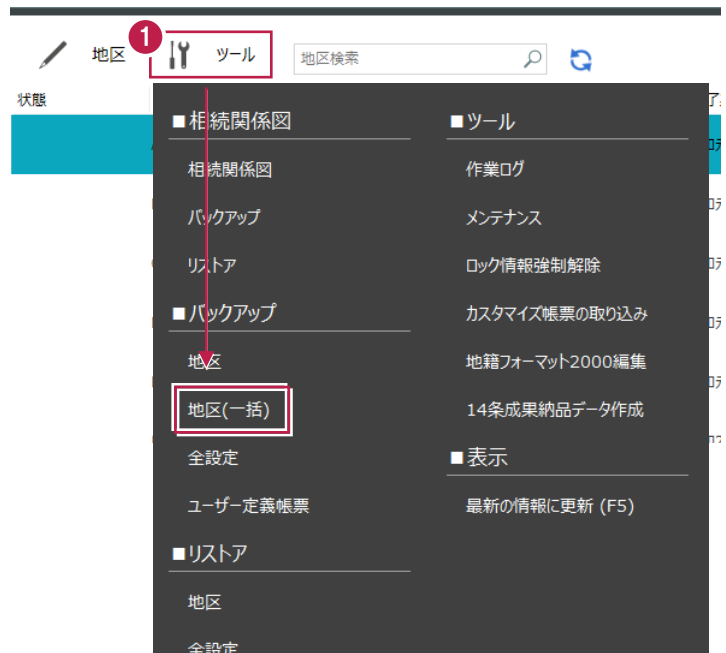 地区
1
ツール
地区検索
状態
■相続関係図
相続関係図
バックアップ
リストア
■バックアップ
地区
地区(一括)
全設定
ユーザー定義帳票
■リストア
地区
全設定
■ツール
作業ログ
メンテナンス
ロック情報強制解除
カスタマイズ帳票の取り込み
地籍フォーマット2000編集
14条成果納品データ作成
■表示
最新の情報に更新 (F5)